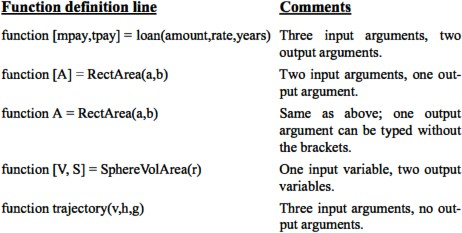 Function definition line Comments
function [mpay,tpay] = loan(amount,rate,years) Three input arguments, two
output arguments.
function [A] = RectArea(a,b) Two input arguments, one out-
put argument.
function A = RectArea(a,b) Same as above; one output
argument can be typed without
the brackets.
function [V, S] = SphereVolArea(r) One input variable, two output
variables.
function trajectory(v,h,g) Three input arguments, no out-
put arguments.